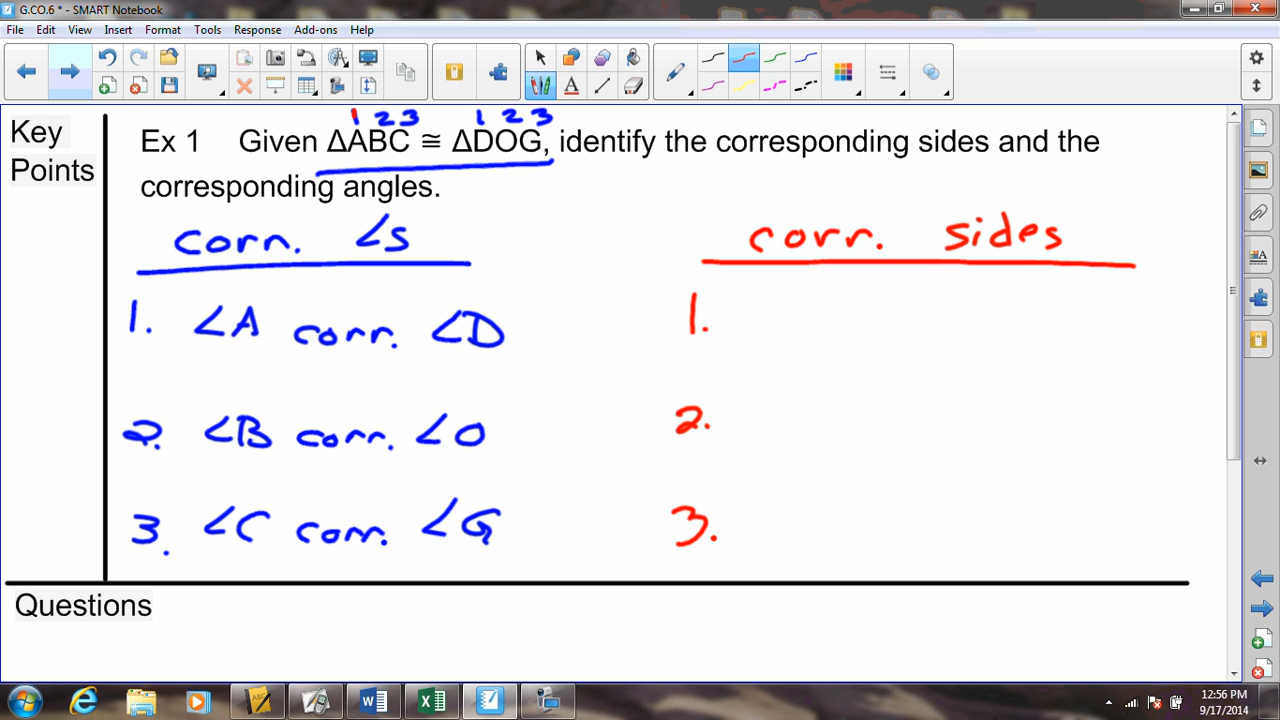 G.CO.6 * - SMART Notebook
File Edit View Insert Format Tools Response Add-ons Help
Key Points
1 2 3 1 2 3
Ex 1 Given ΔABC ≅ ΔDOG, identify the corresponding sides and the
corresponding angles.
corr. ∠s
corr. sides
1. ∠A corr. ∠D
1.
2. ∠B corr. ∠O
2.
3. ∠C corr. ∠G
3.
Questions
12:56 PM
9/17/2014